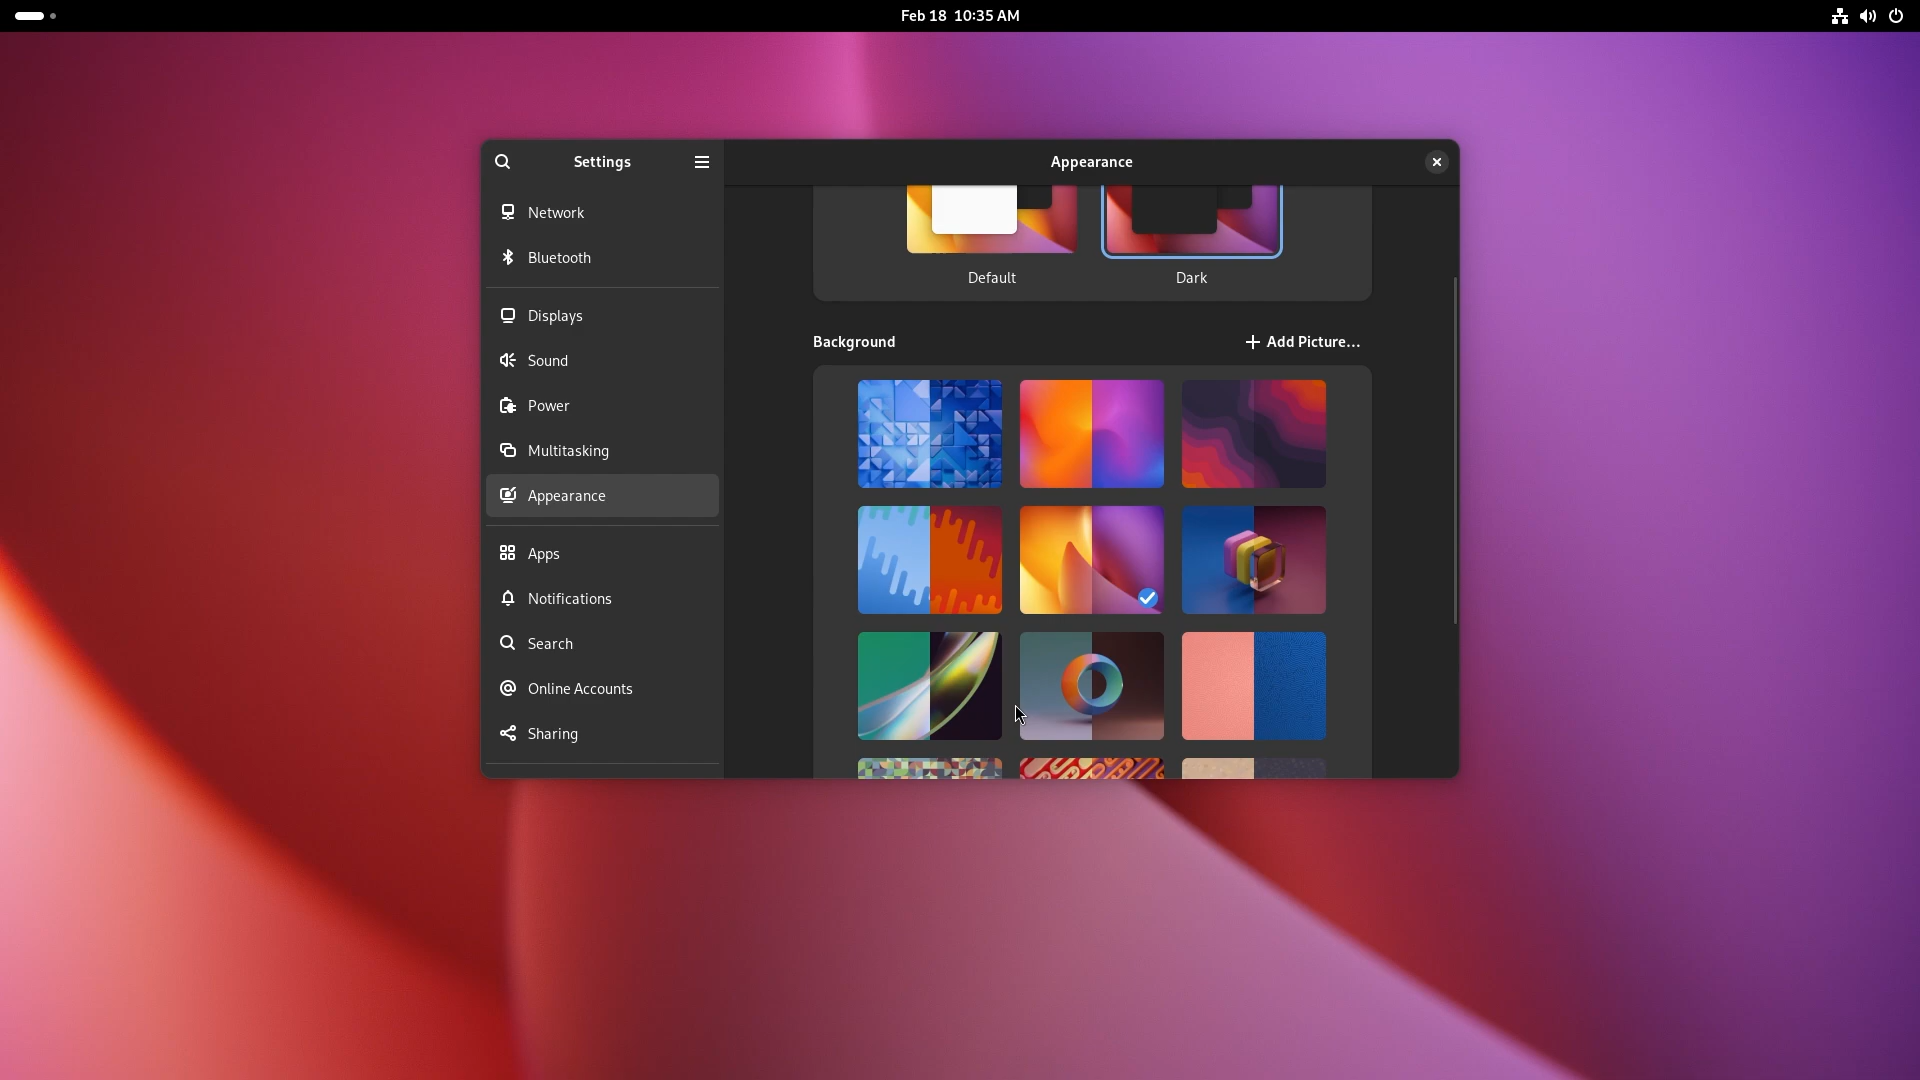 Feb 18 10:35 AM
Settings
Appearance
Network
Bluetooth
Displays
Sound
Power
Multitasking
Appearance
Apps
Notifications
Search
Online Accounts
Sharing
Default
Dark
Background
Add Picture…